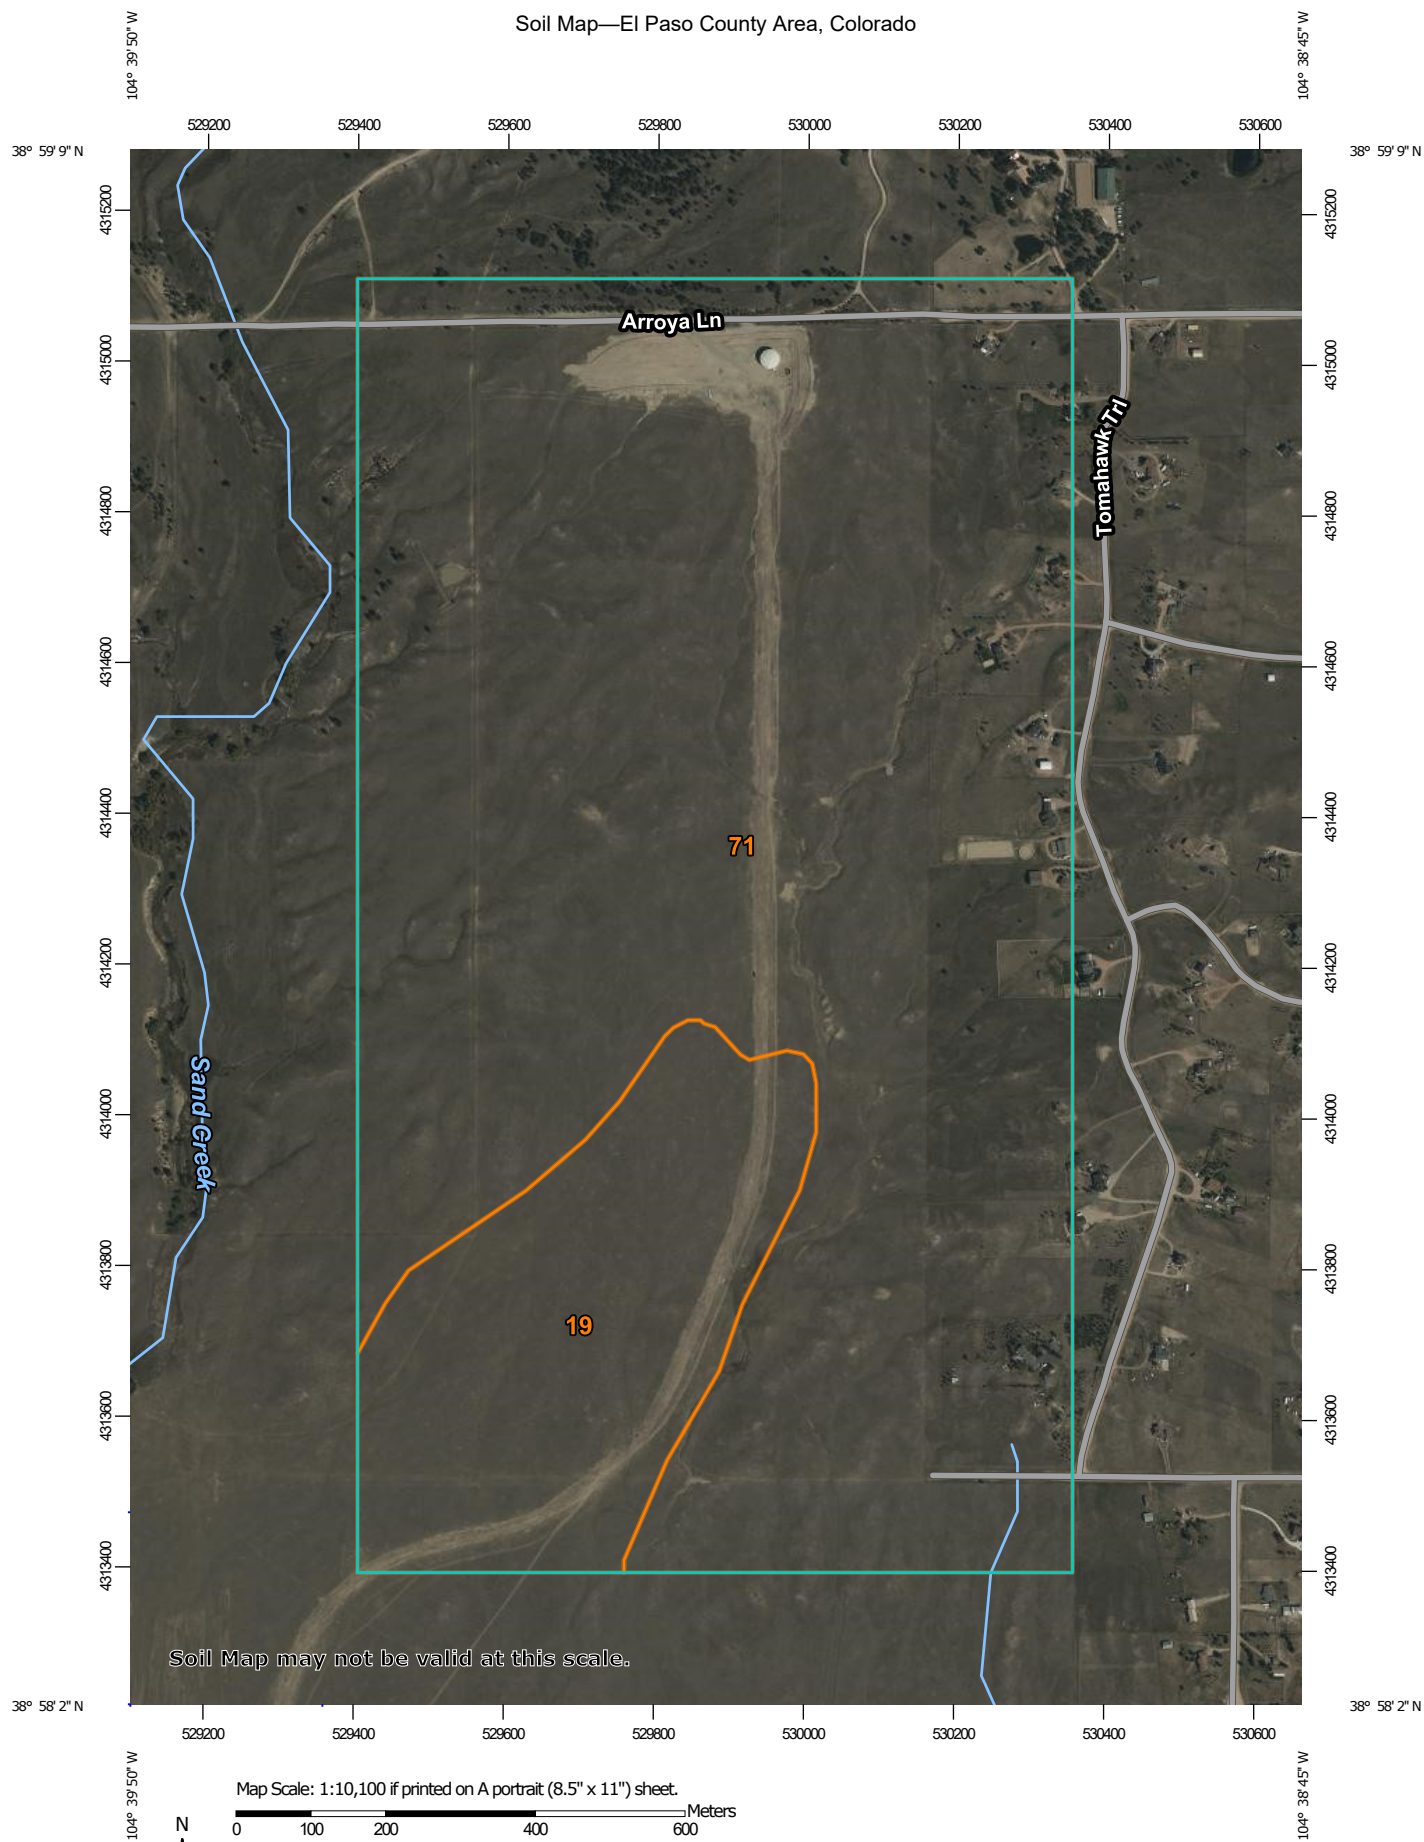 Soil Map—El Paso County Area, Colorado
104° 39' 50" W
104° 38' 45" W
529200 529400 529600 529800 530000 530200 530400 530600
38° 59' 9" N
38° 59' 9" N
4315200
4315200
Arroya Ln
4315000
4315000
Tomahawk Trl
4314800
4314800
4314600
4314600
4314400
4314400
71
4314200
4314200
Sand Creek
4314000
4314000
4313800
4313800
19
4313600
4313600
4313400
4313400
Soil Map may not be valid at this scale.
38° 58' 2" N
38° 58' 2" N
529200 529400 529600 529800 530000 530200 530400 530600
104° 39' 50" W
104° 38' 45" W
Map Scale: 1:10,100 if printed on A portrait (8.5" x 11") sheet.
Meters
N
0 100 200 400 600